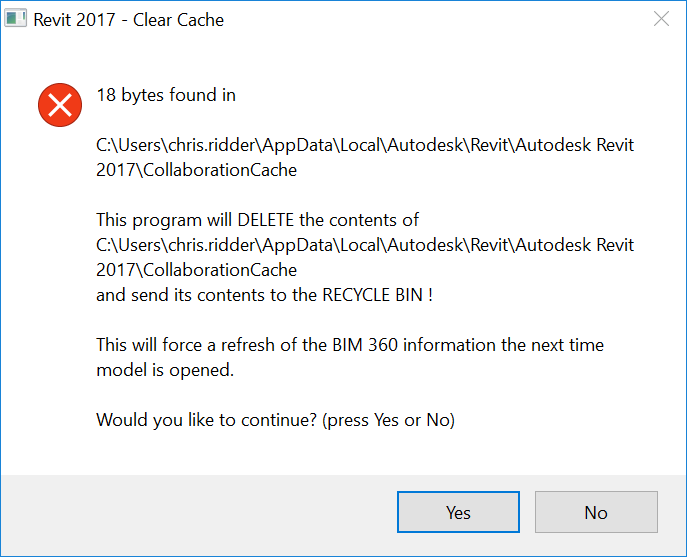 Revit 2017 - Clear Cache
18 bytes found in
C:\Users\chris.ridder\AppData\Local\Autodesk\Revit\Autodesk Revit
2017\CollaborationCache
This program will DELETE the contents of
C:\Users\chris.ridder\AppData\Local\Autodesk\Revit\Autodesk Revit
2017\CollaborationCache
and send its contents to the RECYCLE BIN !
This will force a refresh of the BIM 360 information the next time
model is opened.
Would you like to continue? (press Yes or No)
Yes
No